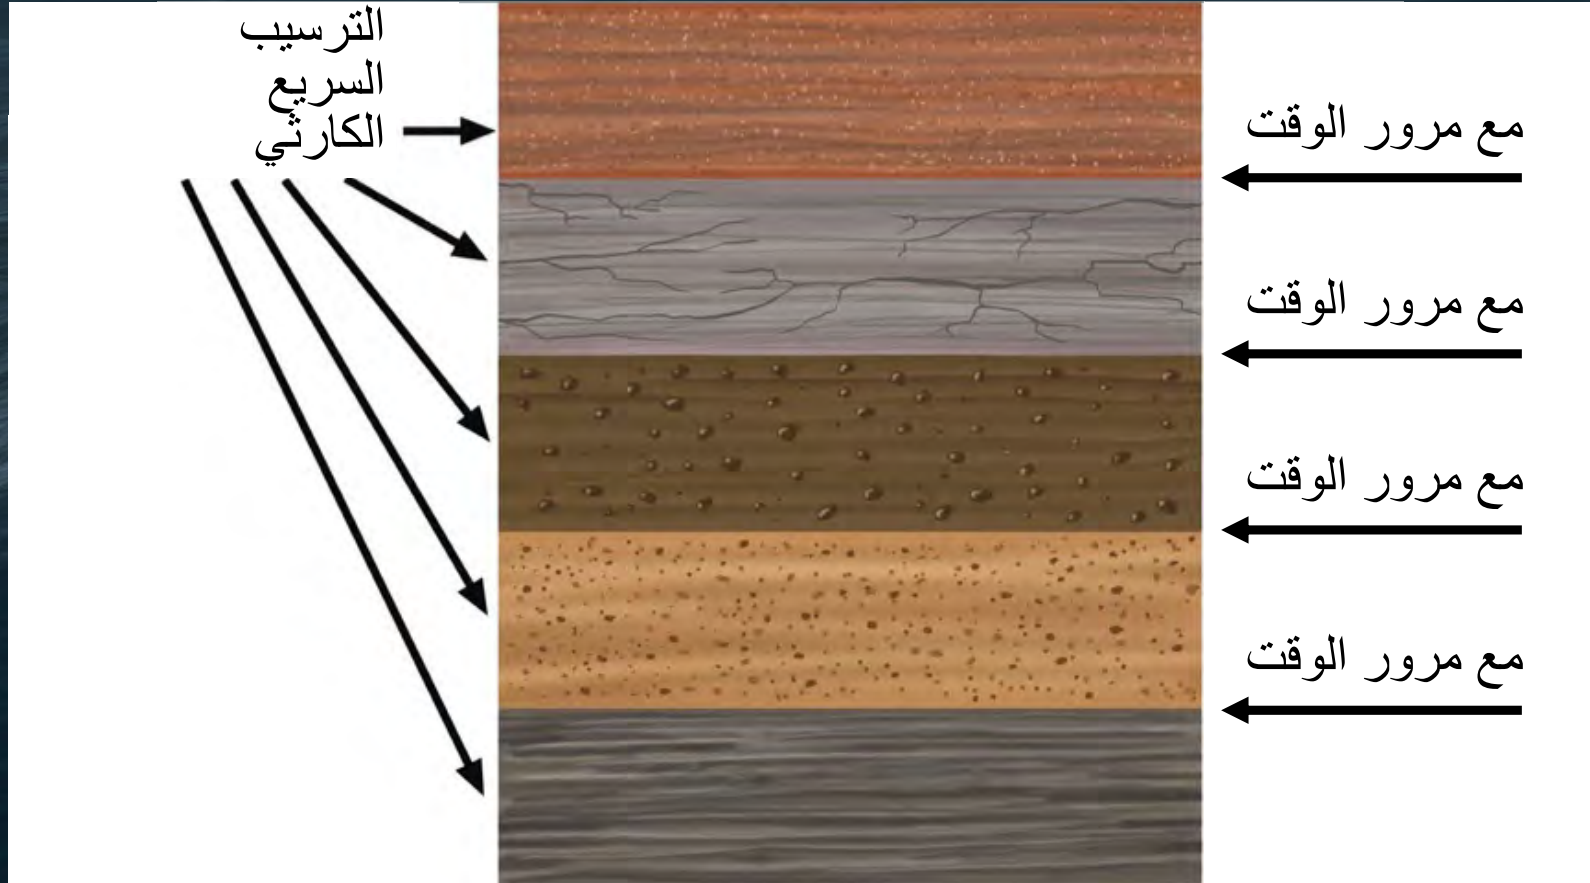 الترسيب
السريع
الكارثي
مع مرور الوقت
مع مرور الوقت
مع مرور الوقت
مع مرور الوقت